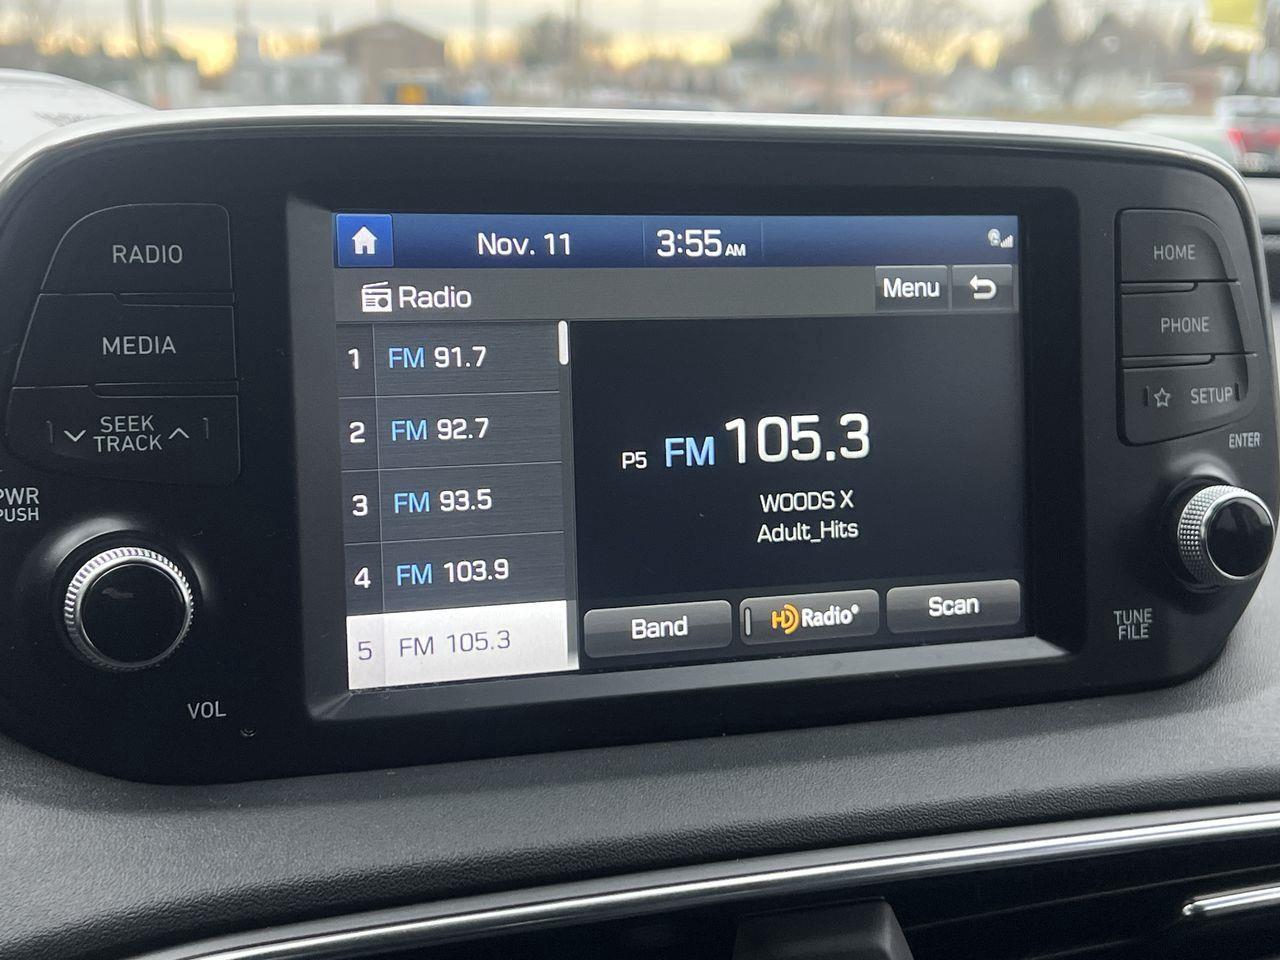 RADIO
MEDIA
SEEK
TRACK
PWR
PUSH
VOL
Nov. 11
3:55 AM
Radio
Menu
1 FM 91.7
2 FM 92.7
3 FM 93.5
4 FM 103.9
5 FM 105.3
P5 FM 105.3
WOODS X
Adult_Hits
Band
HD Radio
Scan
HOME
PHONE
SETUP
ENTER
TUNE
FILE